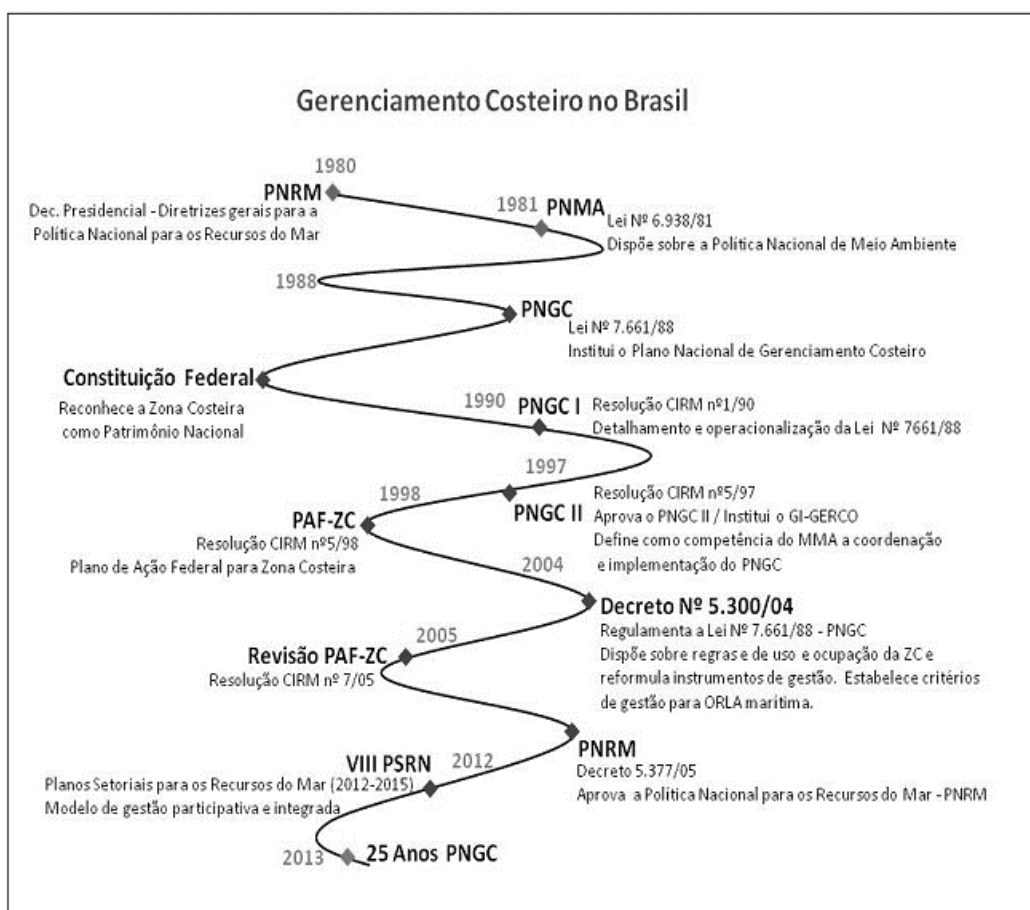 Gerenciamento Costeiro no Brasil
1980
PNRM
Dec. Presidencial - Diretrizes gerais para a
Política Nacional para os Recursos do Mar
1981
PNMA
Lei Nº 6.938/81
Dispõe sobre a Política Nacional de Meio Ambiente
1988
PNGC
Lei Nº 7.661/88
Institui o Plano Nacional de Gerenciamento Costeiro
Constituição Federal
Reconhece a Zona Costeira
como Patrimônio Nacional
1990
PNGC I
Resolução CIRM nº1/90
Detalhamento e operacionalização da Lei Nº 7661/88
1997
PNGC II
Resolução CIRM nº5/97
Aprova o PNGC II / Institui o GI-GERCO
Define como competência do MMA a coordenação
e implementação do PNGC
1998
PAF-ZC
Resolução CIRM nº5/98
Plano de Ação Federal para Zona Costeira
2004
Decreto Nº 5.300/04
Regulamenta a Lei Nº 7.661/88 - PNGC
Dispõe sobre regras e de uso e ocupação da ZC e
reformula instrumentos de gestão. Estabelece critérios
de gestão para ORLA marítima.
2005
Revisão PAF-ZC
Resolução CIRM nº 7/05
PNRM
Decreto 5.377/05
Aprova a Política Nacional para os Recursos do Mar - PNRM
2012
VIII PSRN
Planos Setoriais para os Recursos do Mar (2012-2015)
Modelo de gestão participativa e integrada
2013
25 Anos PNGC